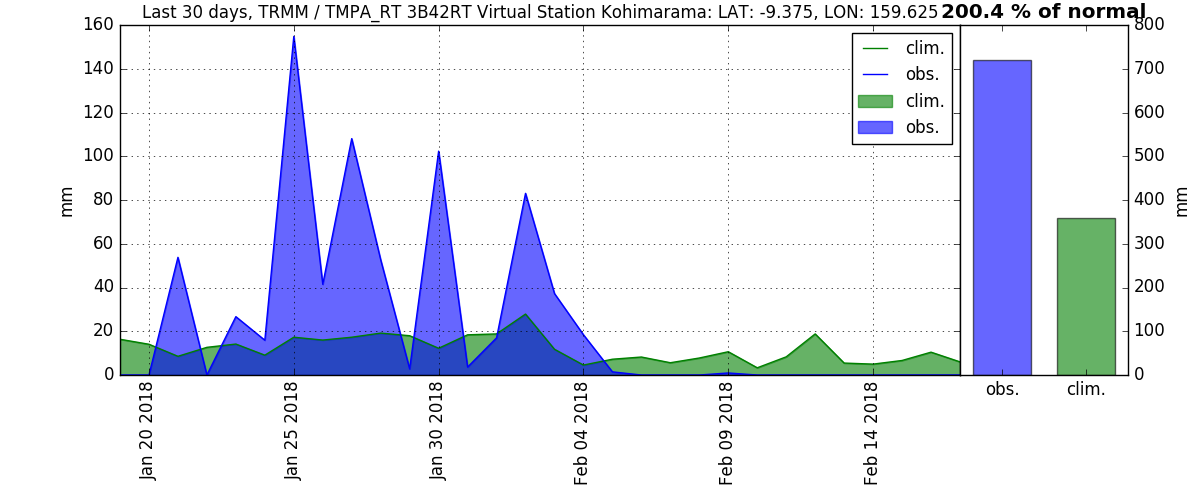 Last 30 days, TRMM / TMPA_RT 3B42RT Virtual Station Kohimarama: LAT: -9.375, LON: 159.625
200.4 % of normal
160
140
120
100
80
60
40
20
0
mm
clim.
obs.
clim.
obs.
800
700
600
500
400
300
200
100
0
mm
Jan 20 2018
Jan 25 2018
Jan 30 2018
Feb 04 2018
Feb 09 2018
Feb 14 2018
obs.
clim.